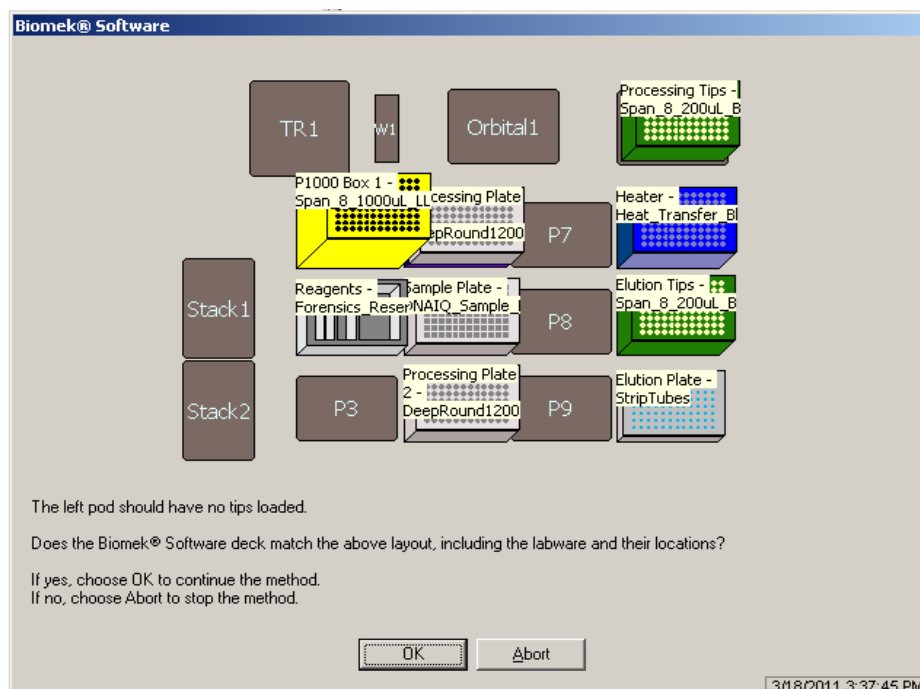 Biomek® Software
TR1
W1
Orbital1
Processing Tips -
Span_8_200uL_B
P1000 Box 1 -
Span_8_1000uL_LL
cessing Plate
epRound1200
P7
Heater -
Heat_Transfer_Bl
Stack1
Reagents -
Forensics_Reser
Sample Plate -
DNAIQ_Sample_
P8
Elution Tips -
Span_8_200uL_B
Stack2
P3
Processing Plate
2 -
DeepRound1200
P9
Elution Plate -
StripTubes
The left pod should have no tips loaded.
Does the Biomek® Software deck match the above layout, including the labware and their locations?
If yes, choose OK to continue the method.
If no, choose Abort to stop the method.
OK
Abort
3/18/2011 3:37:45 PM